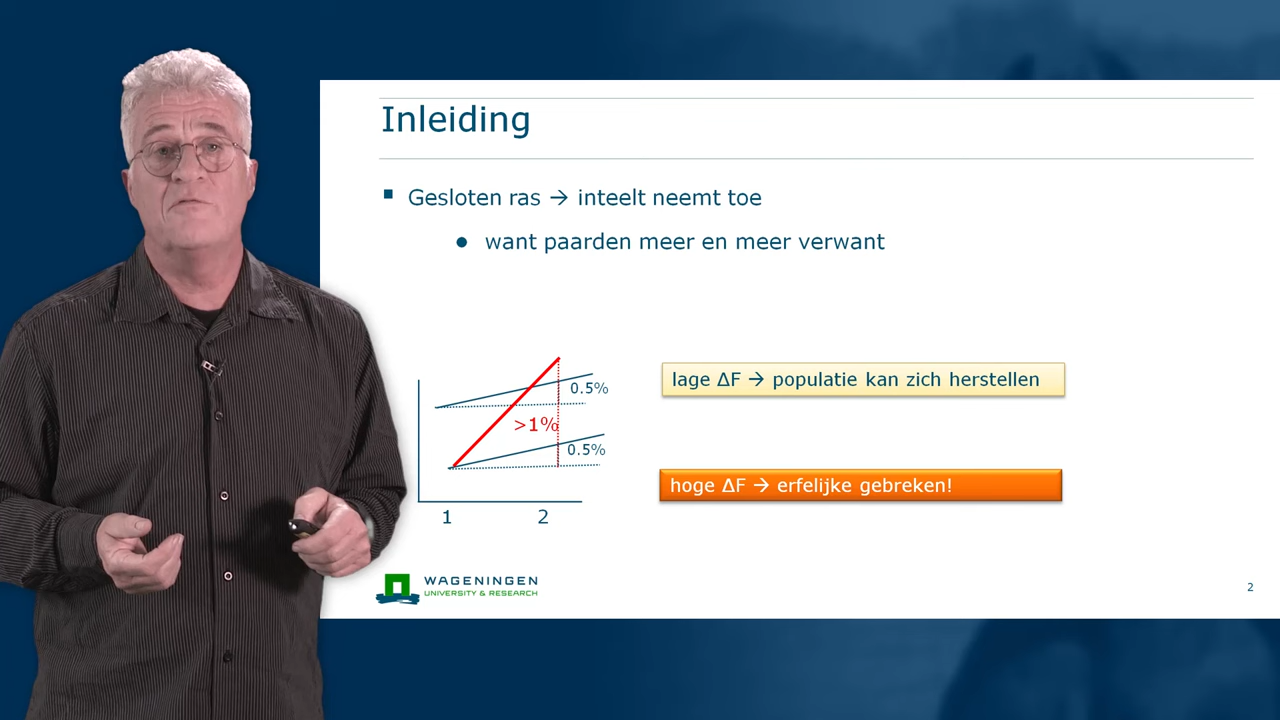 Inleiding
Gesloten ras → inteelt neemt toe
want paarden meer en meer verwant
0.5%
>1%
0.5%
1 2
lage ΔF → populatie kan zich herstellen
hoge ΔF → erfelijke gebreken!
WAGENINGEN
UNIVERSITY & RESEARCH
2